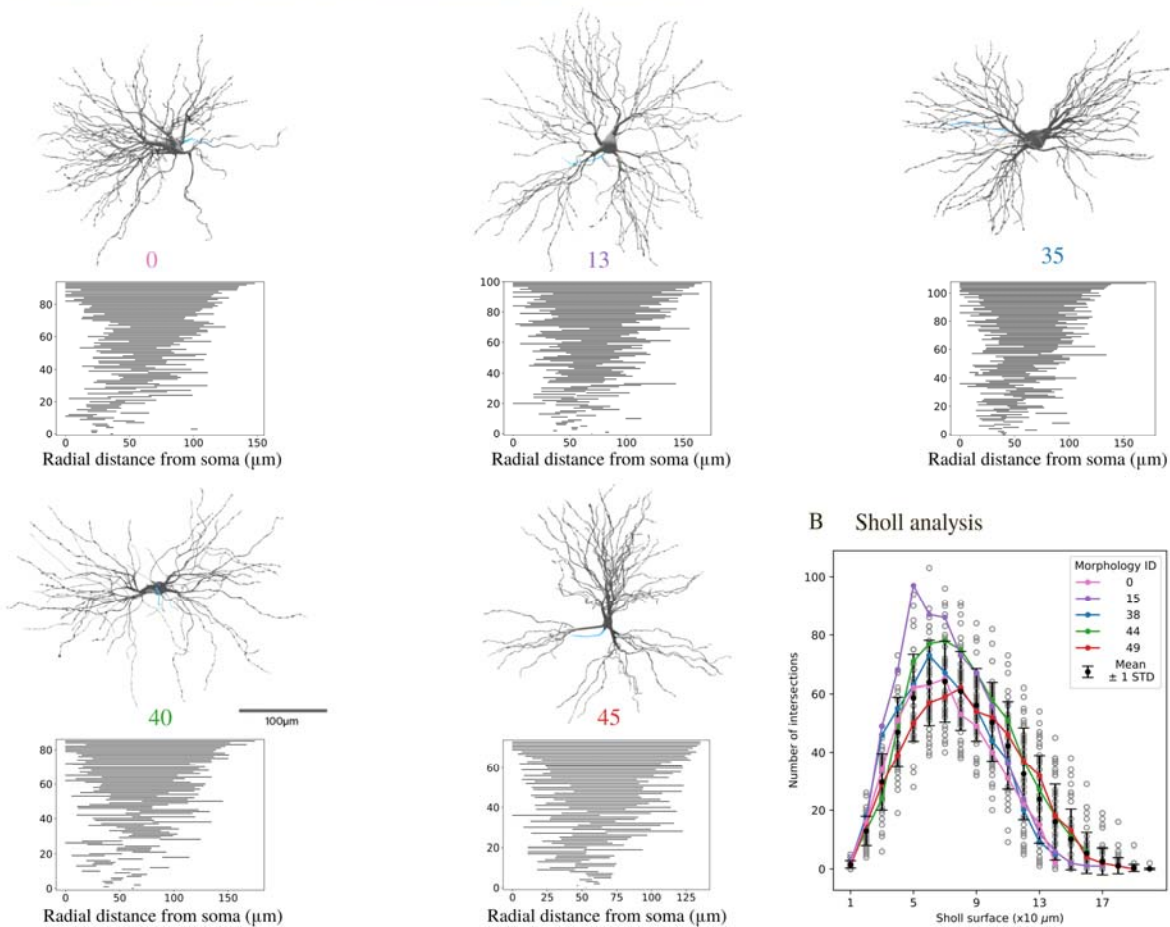 0
13
35
80
60
40
20
0
0 50 100 150
Radial distance from soma (µm)
100
80
60
40
20
0
0 50 100 150
Radial distance from soma (µm)
100
80
60
40
20
0
0 50 100 150
Radial distance from soma (µm)
40
100µm
45
80
60
40
20
0
0 50 100 150
Radial distance from soma (µm)
60
40
20
0
0 25 50 75 100 125
Radial distance from soma (µm)
B Sholl analysis
Number of intersections
100
80
60
40
20
0
Morphology ID
0
15
38
44
49
Mean
± 1 STD
1 5 9 13 17
Sholl surface (x10 µm)